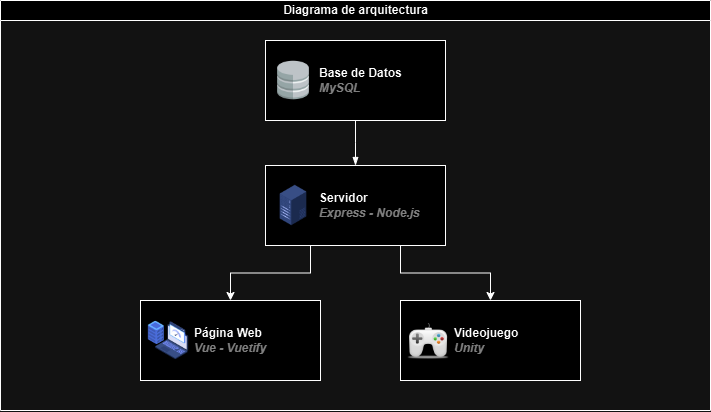 Diagrama de arquitectura
Base de Datos
MySQL
Servidor
Express - Node.js
Página Web
Vue - Vuetify
Videojuego
Unity